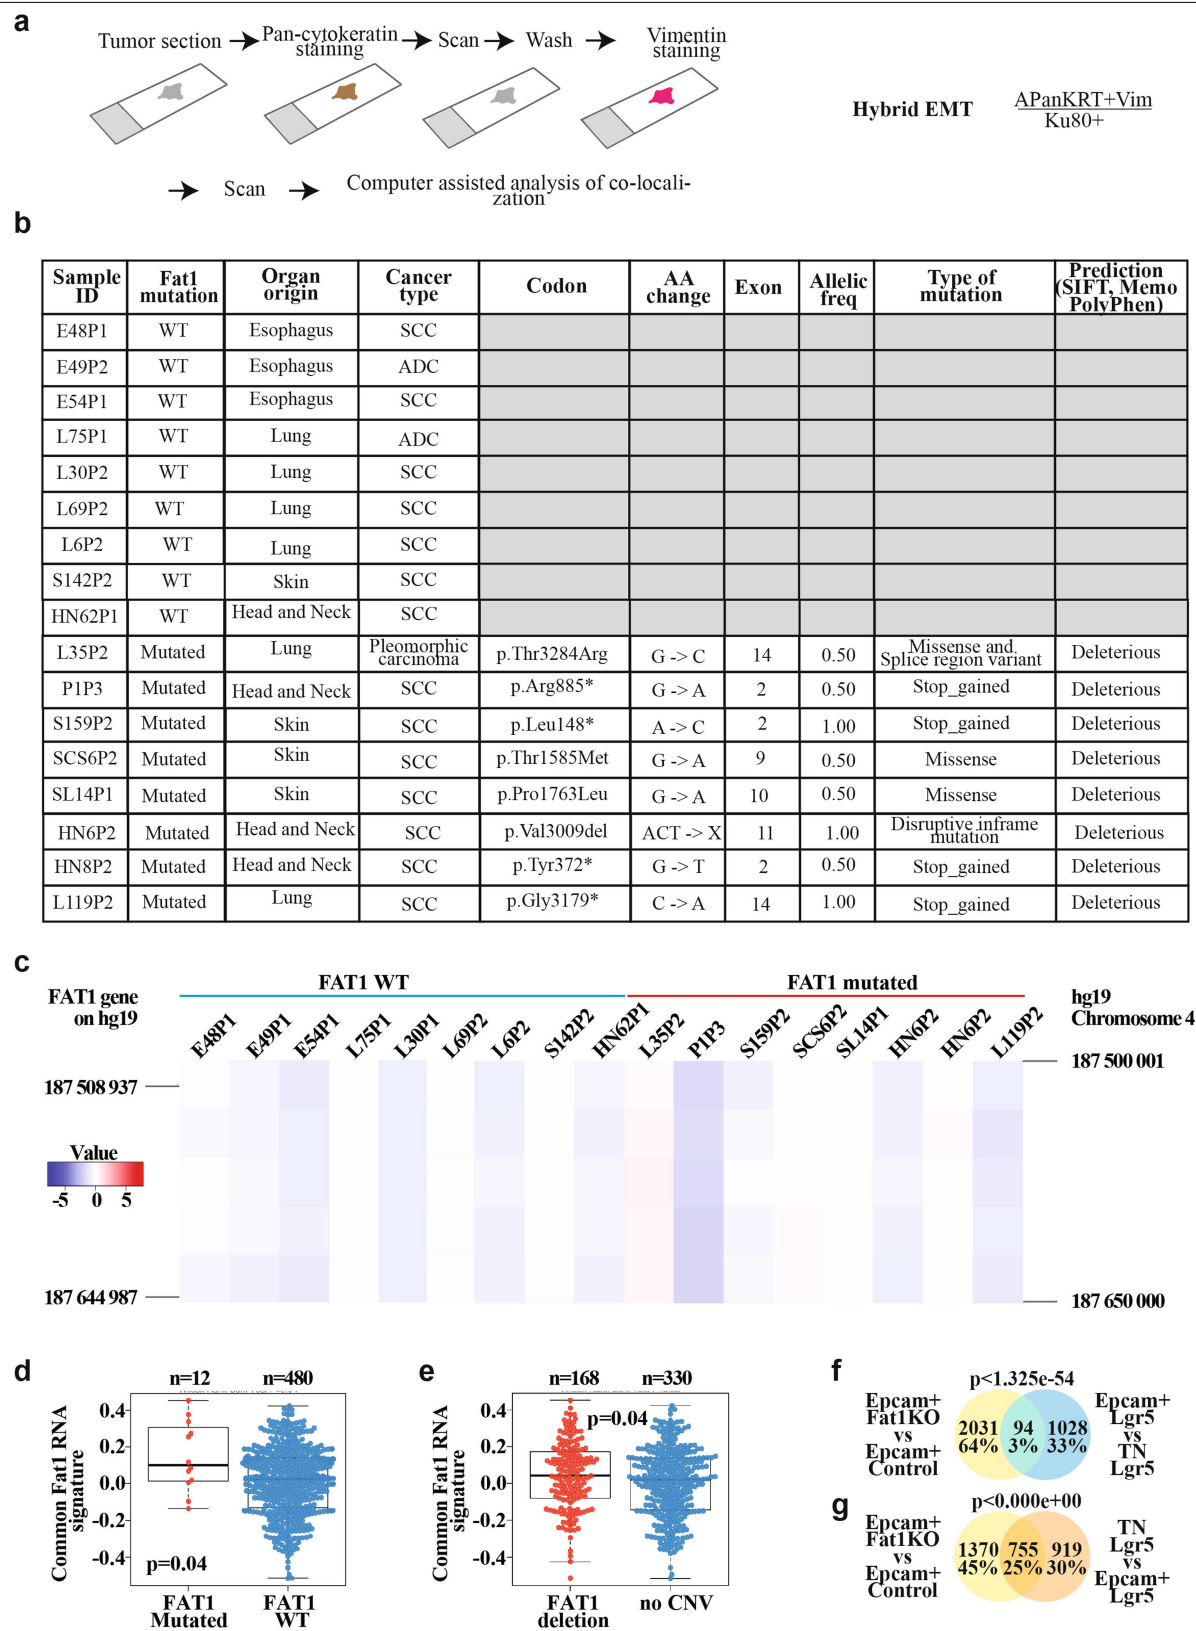 a
Tumor section
Pan-cytokeratin
staining
Scan
Wash
Vimentin
staining
Hybrid EMT
APanKRT+Vim
Ku80+
Scan
Computer assisted analysis of co-locali-
zation
b
Sample ID | Fat1 mutation | Organ origin | Cancer type | Codon | AA change | Exon | Allelic freq | Type of mutation | Prediction (SIFT, Memo PolyPhen)
E48P1 WT Esophagus SCC
E49P2 WT Esophagus ADC
E54P1 WT Esophagus SCC
L75P1 WT Lung ADC
L30P2 WT Lung SCC
L69P2 WT Lung SCC
L6P2 WT Lung SCC
S142P2 WT Skin SCC
HN62P1 WT Head and Neck SCC
L35P2 Mutated Lung Pleomorphic carcinoma p.Thr3284Arg G -> C 14 0.50 Missense and. Splice region variant Deleterious
P1P3 Mutated Head and Neck SCC p.Arg885* G -> A 2 0.50 Stop_gained Deleterious
S159P2 Mutated Skin SCC p.Leu148* A -> C 2 1.00 Stop_gained Deleterious
SCS6P2 Mutated Skin SCC p.Thr1585Met G -> A 9 0.50 Missense Deleterious
SL14P1 Mutated Skin SCC p.Pro1763Leu G -> A 10 0.50 Missense Deleterious
HN6P2 Mutated Head and Neck SCC p.Val3009del ACT -> X 11 1.00 Disruptive inframe mutation Deleterious
HN8P2 Mutated Head and Neck SCC p.Tyr372* G -> T 2 0.50 Stop_gained Deleterious
L119P2 Mutated Lung SCC p.Gly3179* C -> A 14 1.00 Stop_gained Deleterious
c
FAT1 gene
on hg19
FAT1 WT
FAT1 mutated
hg19
Chromosome 4
E48P1 E49P1 E54P1 L75P1 L30P1 L69P2 L6P2 S142P2 HN62P1 L35P2 P1P3 S159P2 SCS6P2 SL14P1 HN6P2 HN6P2 L119P2
187 508 937
187 500 001
Value
-5 0 5
187 644 987
187 650 000
d
n=12 n=480
Common Fat1 RNA
signature
0.4
0.2
0.0
-0.2
-0.4
p=0.04
FAT1
Mutated
FAT1
WT
e
n=168 n=330
Common Fat1 RNA
signature
0.4
0.2
0.0
-0.2
-0.4
p=0.04
FAT1
deletion
no CNV
f
p<1.325e-54
Epcam+
Fat1KO
vs
Epcam+
Control
2031 94 1028
64% 3% 33%
Epcam+
Lgr5
vs
TN
Lgr5
g
p<0.000e+00
Epcam+
Fat1KO
vs
Epcam+
Control
1370 755 919
45% 25% 30%
TN
Lgr5
vs
Epcam+
Lgr5